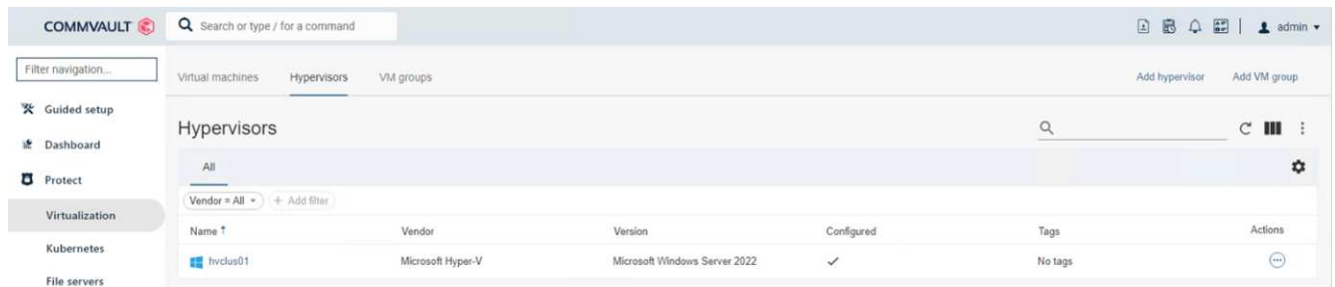 COMMVAULT
Search or type / for a command
admin
Filter navigation...
Virtual machines Hypervisors VM groups
Add hypervisor Add VM group
Guided setup
Dashboard
Protect
Virtualization
Kubernetes
File servers
Hypervisors
All
Vendor = All + Add filter
Name Vendor Version Configured Tags Actions
hvclus01 Microsoft Hyper-V Microsoft Windows Server 2022 No tags